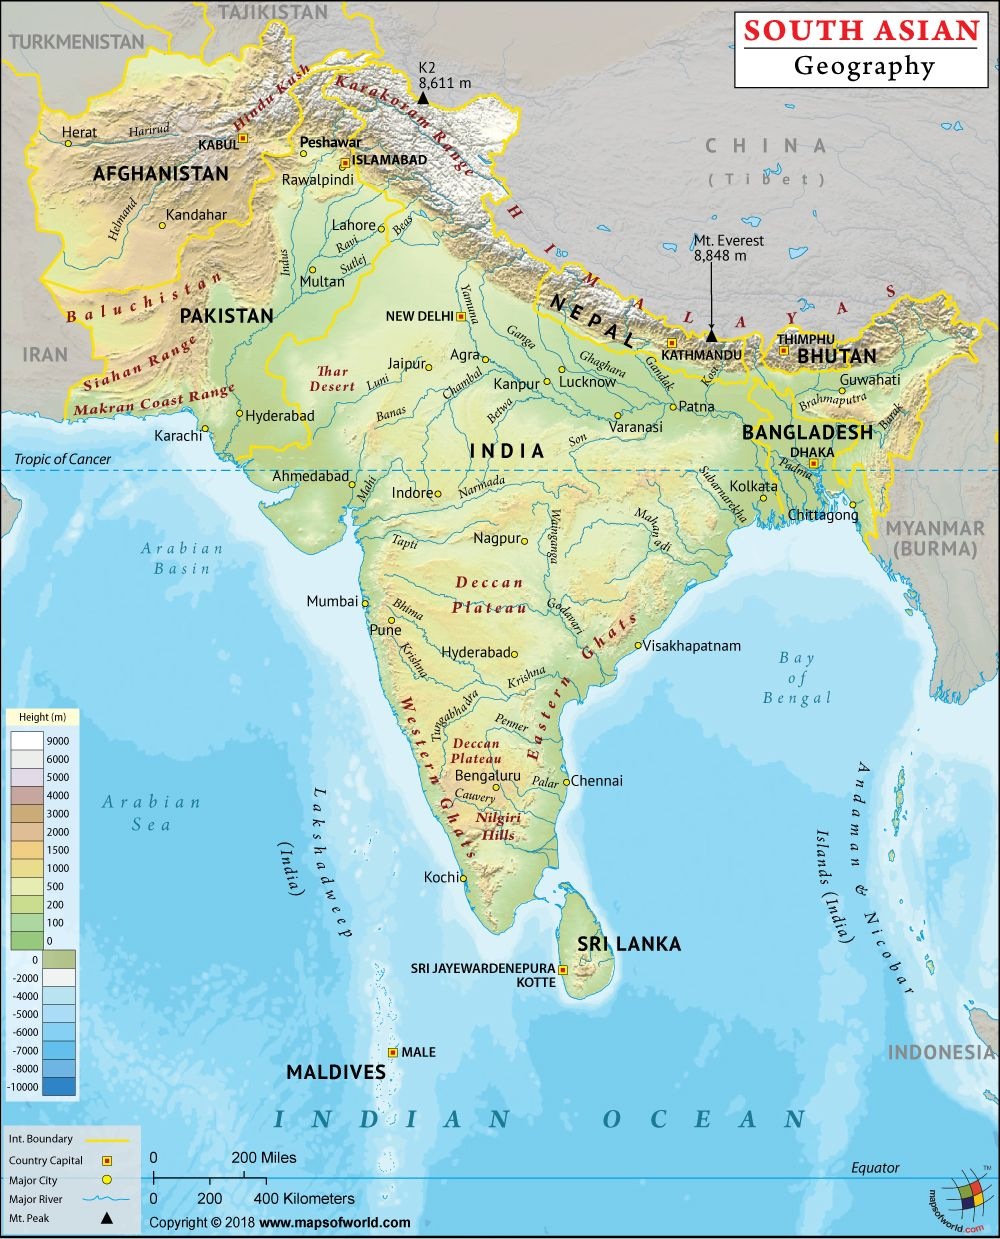 SOUTH ASIAN
Geography
TAJIKISTAN
TURKMENISTAN
K2
8,611 m
Hindu Kush
Karakoram Range
Herat
Harirud
KABUL
Peshawar
ISLAMABAD
Rawalpindi
AFGHANISTAN
CHINA
(Tibet)
Helmand
Kandahar
Lahore
Ravi
Beas
Sutlej
Indus
Multan
HIMALAYAS
Mt. Everest
8,848 m
Baluchistan
PAKISTAN
NEW DELHI
Yamuna
NEPAL
KATHMANDU
THIMPHU
BHUTAN
IRAN
Siahan Range
Makran Coast Range
Thar
Desert
Jaipur
Agra
Ganga
Ghaghara
Gandak
Kosi
Luni
Chambal
Kanpur
Lucknow
Guwahati
Brahmaputra
Barak
Banas
Betwa
Patna
Varanasi
Hyderabad
Karachi
INDIA
Son
BANGLADESH
DHAKA
Padma
Tropic of Cancer
Ahmedabad
Mahi
Indore
Narmada
Subarnarekha
Kolkata
Chittagong
MYANMAR
(BURMA)
Arabian
Basin
Tapti
Nagpur
Wainganga
Mahanadi
Deccan
Plateau
Mumbai
Bhima
Pune
Godavari
Eastern Ghats
Visakhapatnam
Bay
of
Bengal
Krishna
Hyderabad
Krishna
Western Ghats
Tungabhadra
Penner
Deccan
Plateau
Bengaluru
Palar
Chennai
Cauvery
Nilgiri
Hills
Kochi
Arabian
Sea
Lakshadweep
(India)
Andaman & Nicobar
Islands (India)
SRI LANKA
SRI JAYEWARDENEPURA
KOTTE
MALE
MALDIVES
INDONESIA
INDIAN OCEAN
Equator
Height (m)
9000
6000
5000
4000
3000
2000
1500
1000
500
200
100
0
0
-2000
-4000
-5000
-6000
-7000
-8000
-10000
Int. Boundary
Country Capital
Major City
Major River
Mt. Peak
0 200 Miles
0 200 400 Kilometers
Copyright © 2018 www.mapsofworld.com
mapsofworld.com
TM